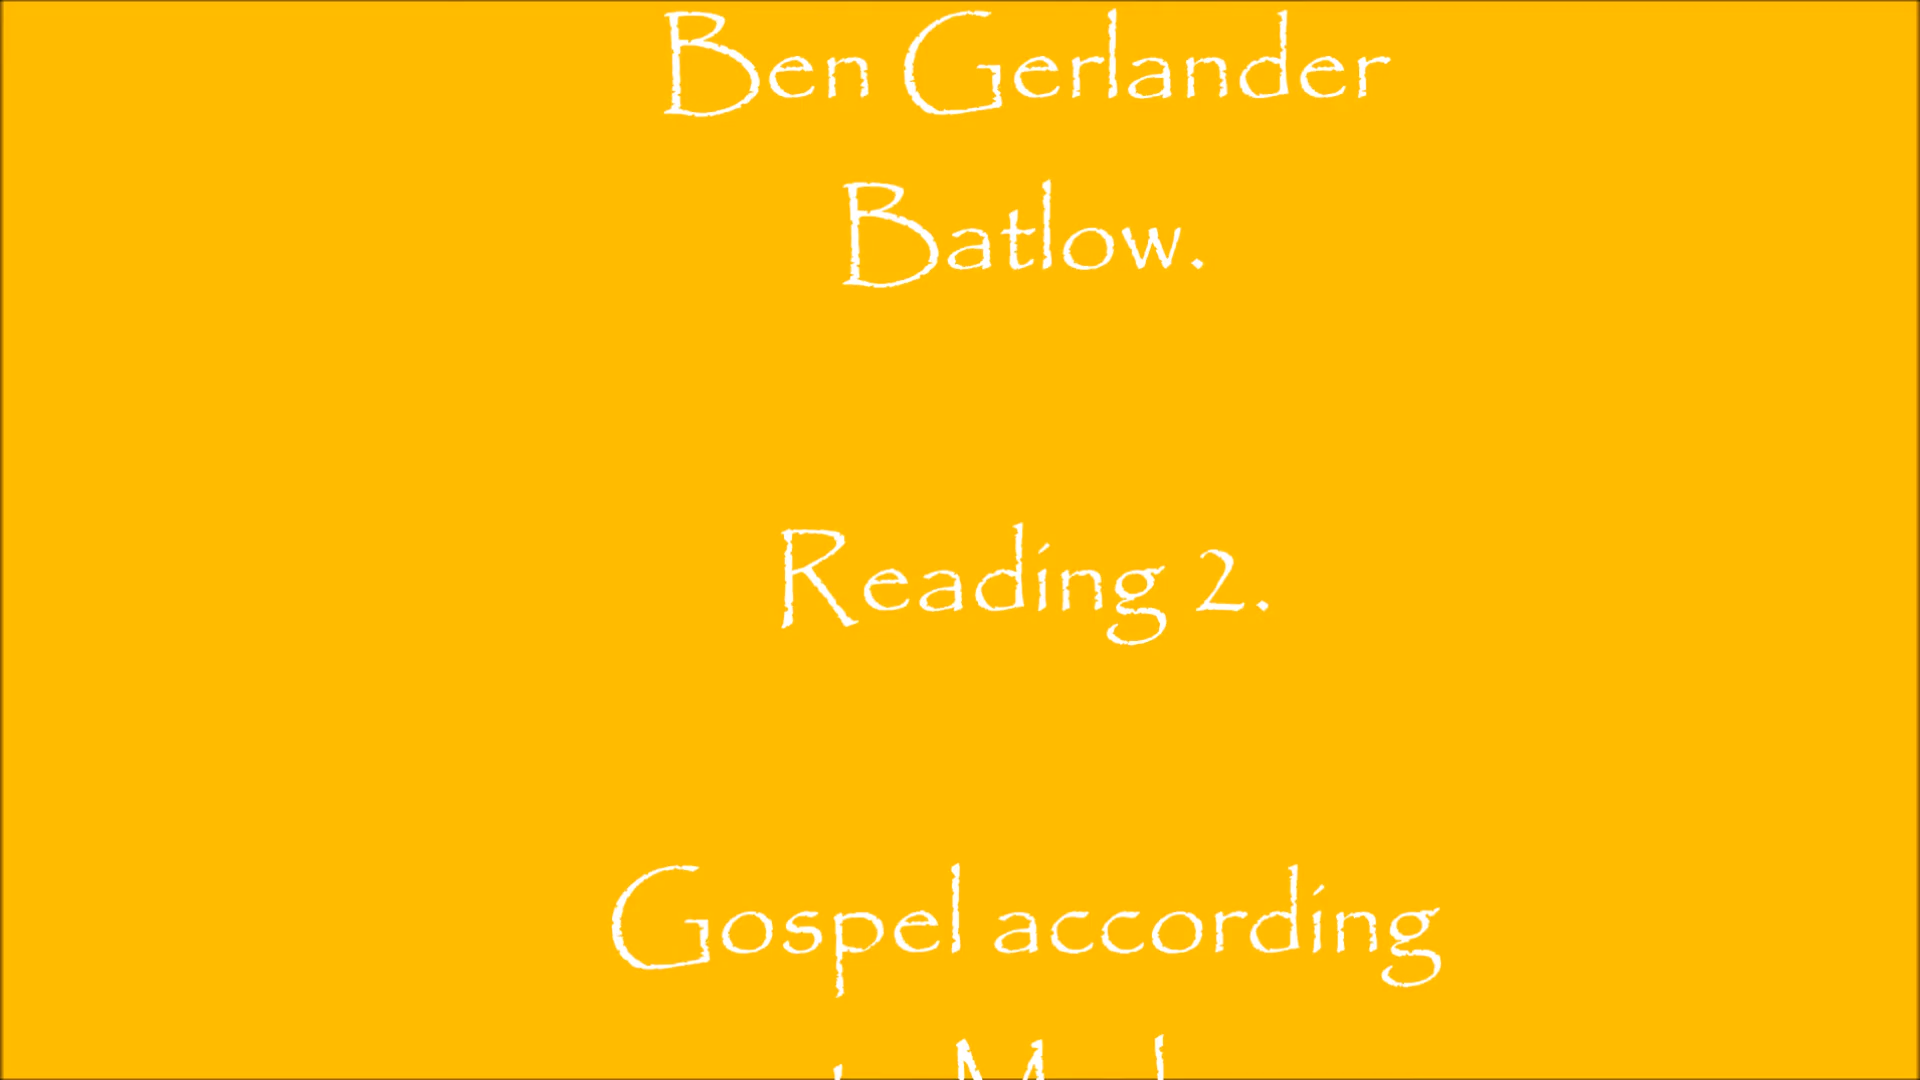 Ben Gerlander
Batlow.
Reading 2.
Gospel according